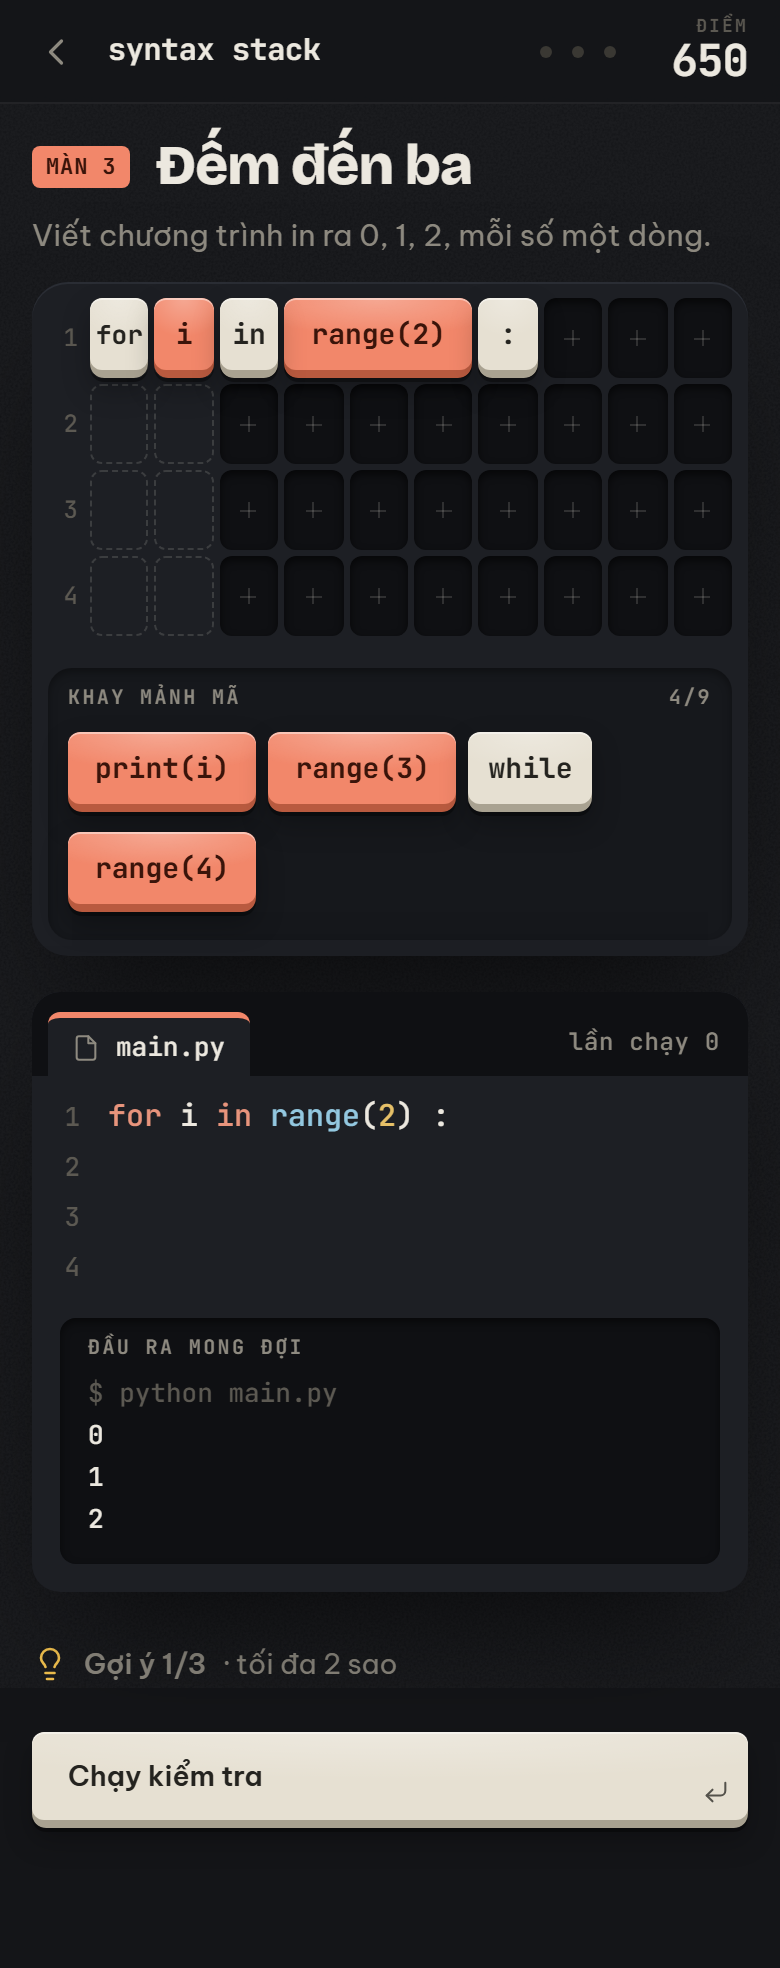 syntax stack
ĐIỂM
650
MÀN 3
Đếm đến ba
Viết chương trình in ra 0, 1, 2, mỗi số một dòng.
1 for i in range(2) : + + +
2 + + + + + + + +
3 + + + + + + + +
4 + + + + + + + +
KHAY MẢNH MÃ 4/9
print(i) range(3) while
range(4)
main.py lần chạy 0
1 for i in range(2) :
2
3
4
ĐẦU RA MONG ĐỢI
$ python main.py
0
1
2
Gợi ý 1/3 · tối đa 2 sao
Chạy kiểm tra